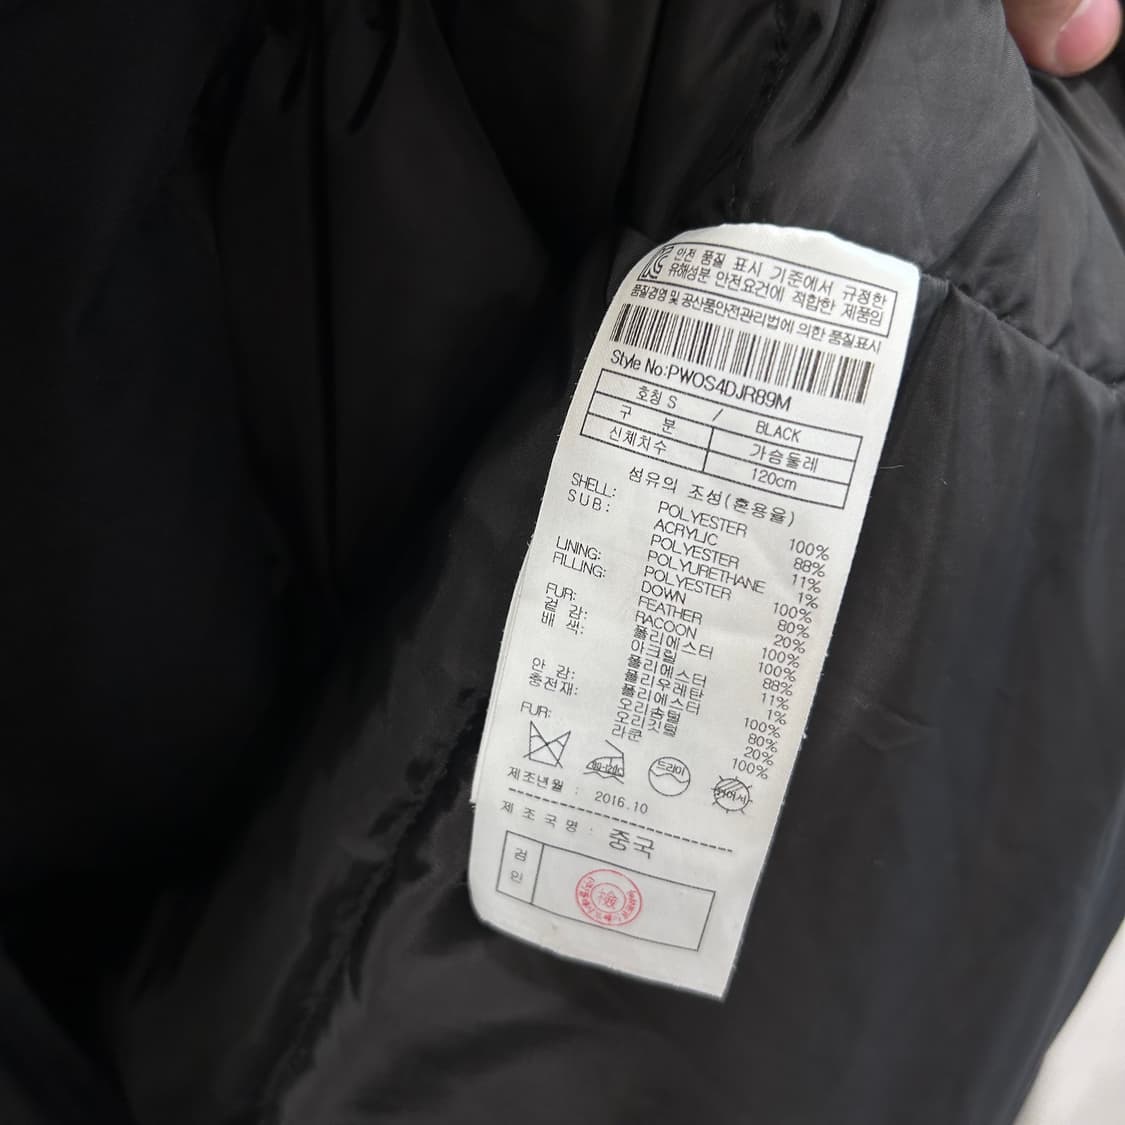 안전 품질 표시 기준에서 규정한
유해성분 안전요건에 적합한 제품임
품질경영 및 공산품안전관리법에 의한 품질표시
Style No:PWOS4DJR89M
호칭 S / BLACK
구 분 가슴둘레
신체치수 120cm
섬유의 조성(혼용율)
SHELL: POLYESTER 100%
SUB: ACRYLIC 88%
POLYESTER 11%
POLYURETHANE 1%
LINING: POLYESTER 100%
FILLING: DOWN 80%
FEATHER 20%
FUR: RACOON 100%
겉 감: 폴리에스터 100%
배 색: 아크릴 88%
폴리에스터 11%
폴리우레탄 1%
안 감: 폴리에스터 100%
충전재: 오리솜털 80%
오리깃털 20%
FUR: 라쿤 100%
드라이
제조년월 : 2016.10
제조국명 : 중국
검인